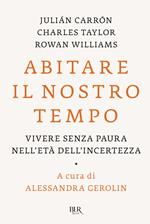 JULIÁN CARRÓN
CHARLES TAYLOR
ROWAN WILLIAMS
ABITARE
IL NOSTRO
TEMPO
VIVERE SENZA PAURA
NELL'ETÀ DELL'INCERTEZZA
A cura di
ALESSANDRA GEROLIN
BUR